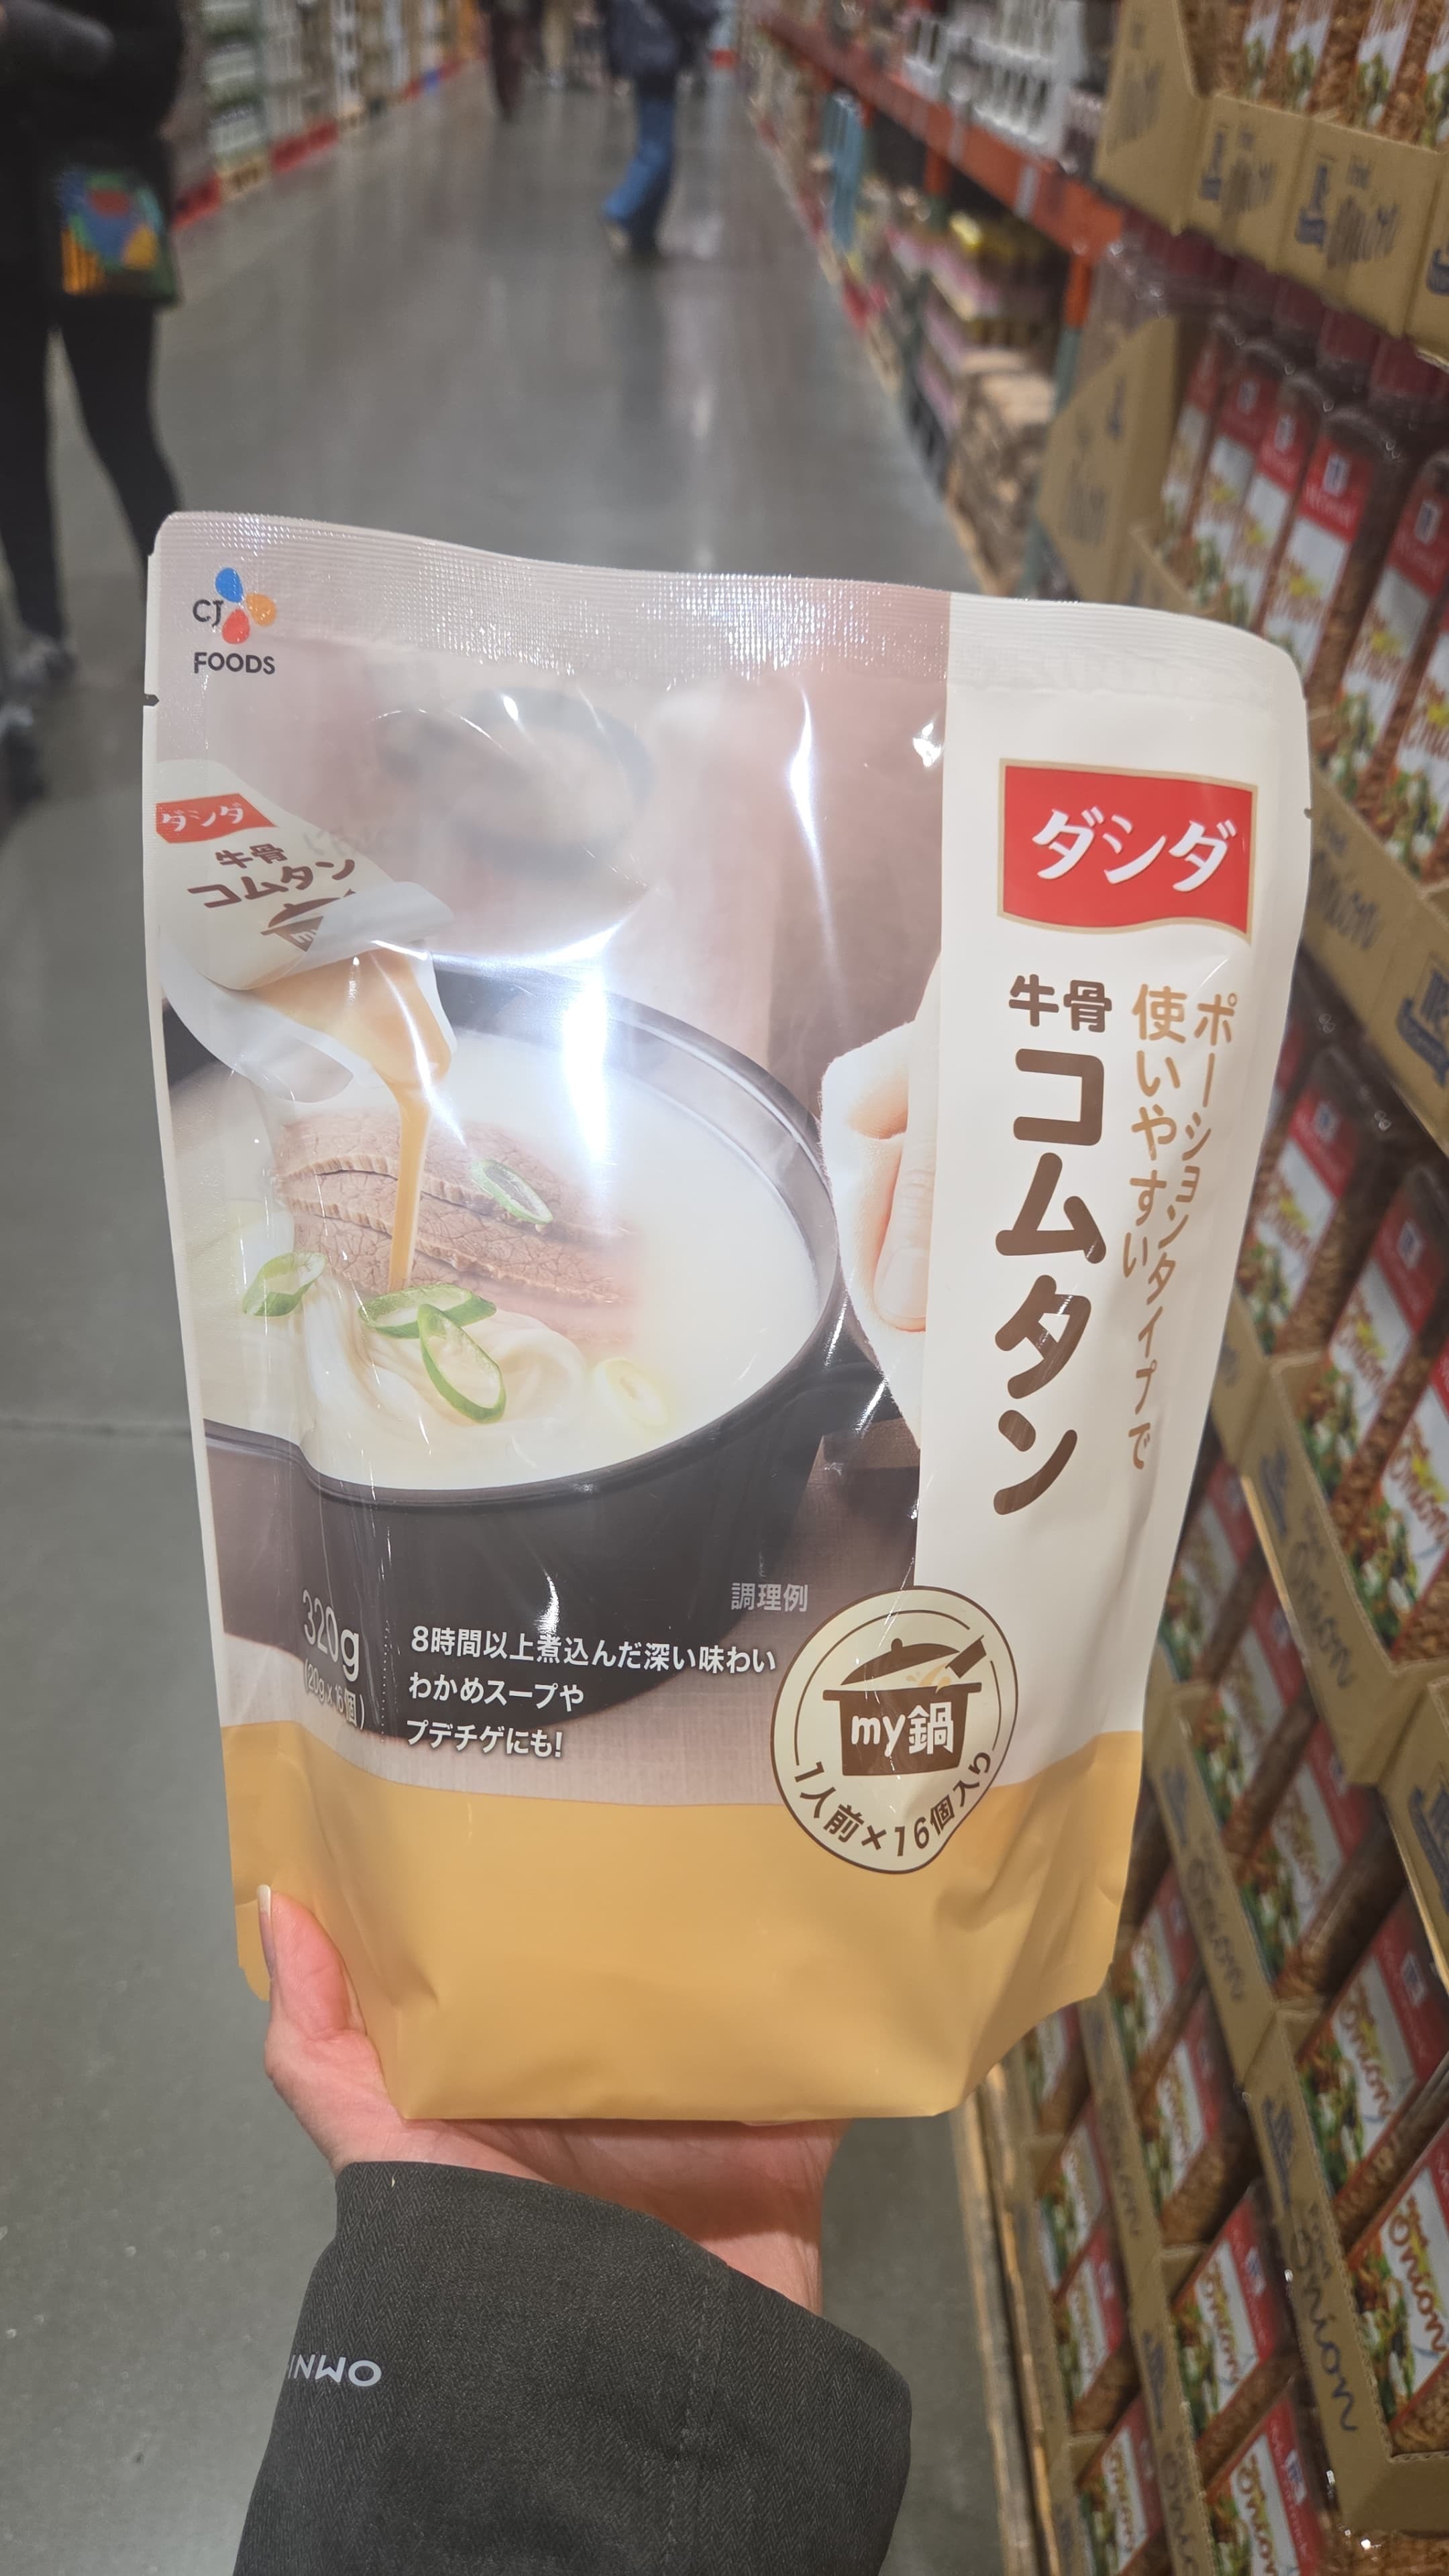 CJ
FOODS
ダシダ
牛骨
コムタン
ダシダ
ポーションタイプで
使いやすい
牛骨
コムタン
調理例
320g
(20g×16個)
8時間以上煮込んだ深い味わい
わかめスープや
プデチゲにも!
my鍋
1人前×16個入り
OMNI
Onion